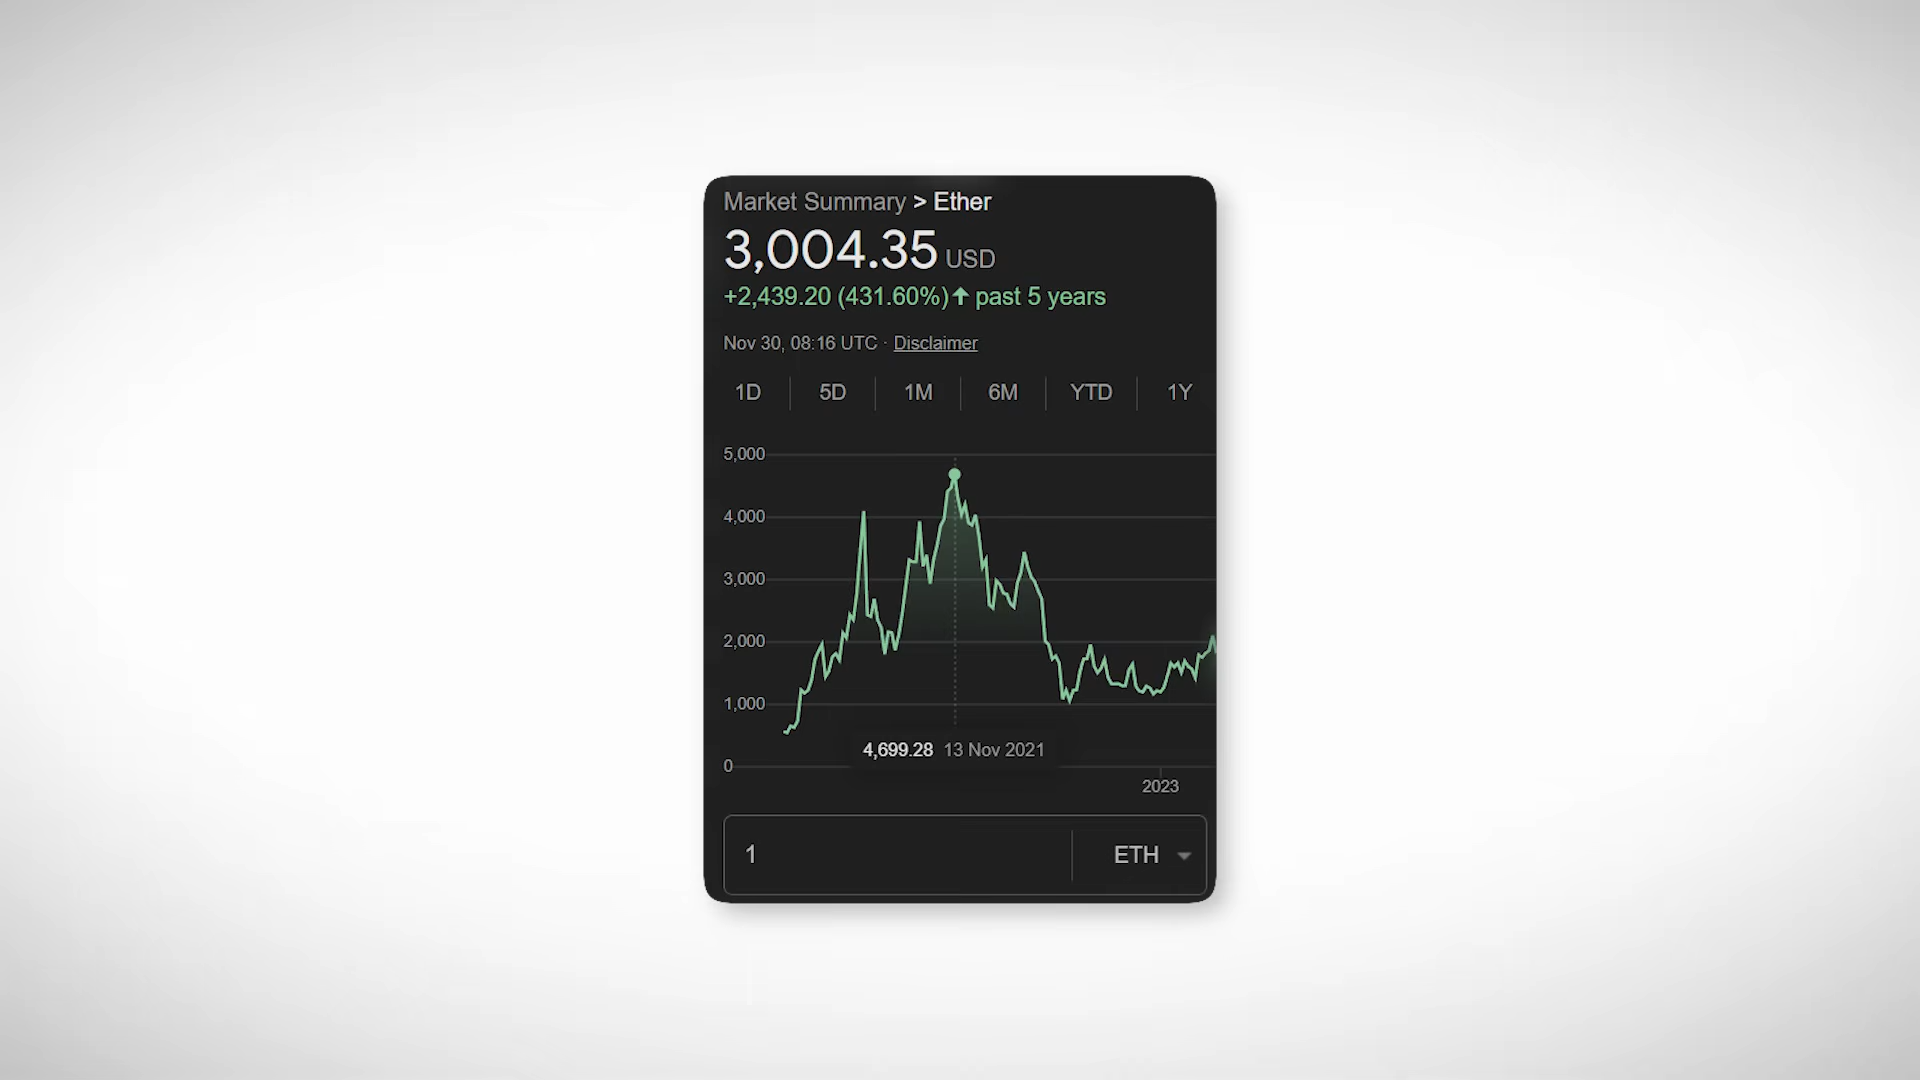 Market Summary > Ether
3,004.35 USD
+2,439.20 (431.60%)⬆ past 5 years
Nov 30, 08:16 UTC · Disclaimer
1D 5D 1M 6M YTD 1Y
5,000
4,000
3,000
2,000
1,000
4,699.28 13 Nov 2021
0
2023
1 ETH